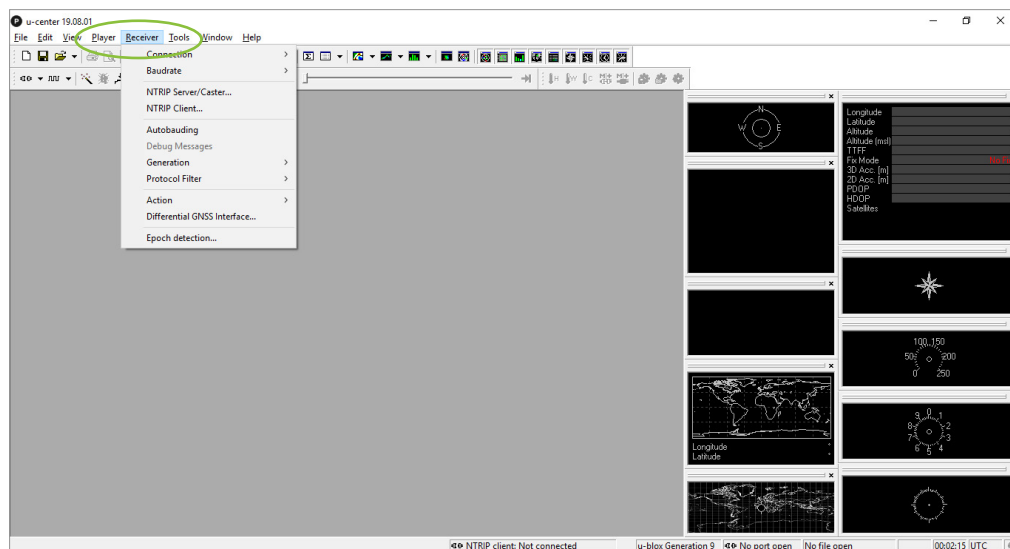 u-center 19.08.01
File Edit View Player Receiver Tools Window Help
Connection
Baudrate
NTRIP Server/Caster...
NTRIP Client...
Autobauding
Debug Messages
Generation
Protocol Filter
Action
Differential GNSS Interface...
Epoch detection...
N
W E
S
Longitude
Latitude
Altitude
Altitude (msl)
TTFF
Fix Mode
3D Acc. [m]
2D Acc. [m]
PDOP
HDOP
Satellites
100 150
50 200
0 250
9 0 1
8 2
7 3
6 5 4
Longitude °
Latitude °
NTRIP client: Not connected u-blox Generation 9 No port open No file open 00:02:15 UTC